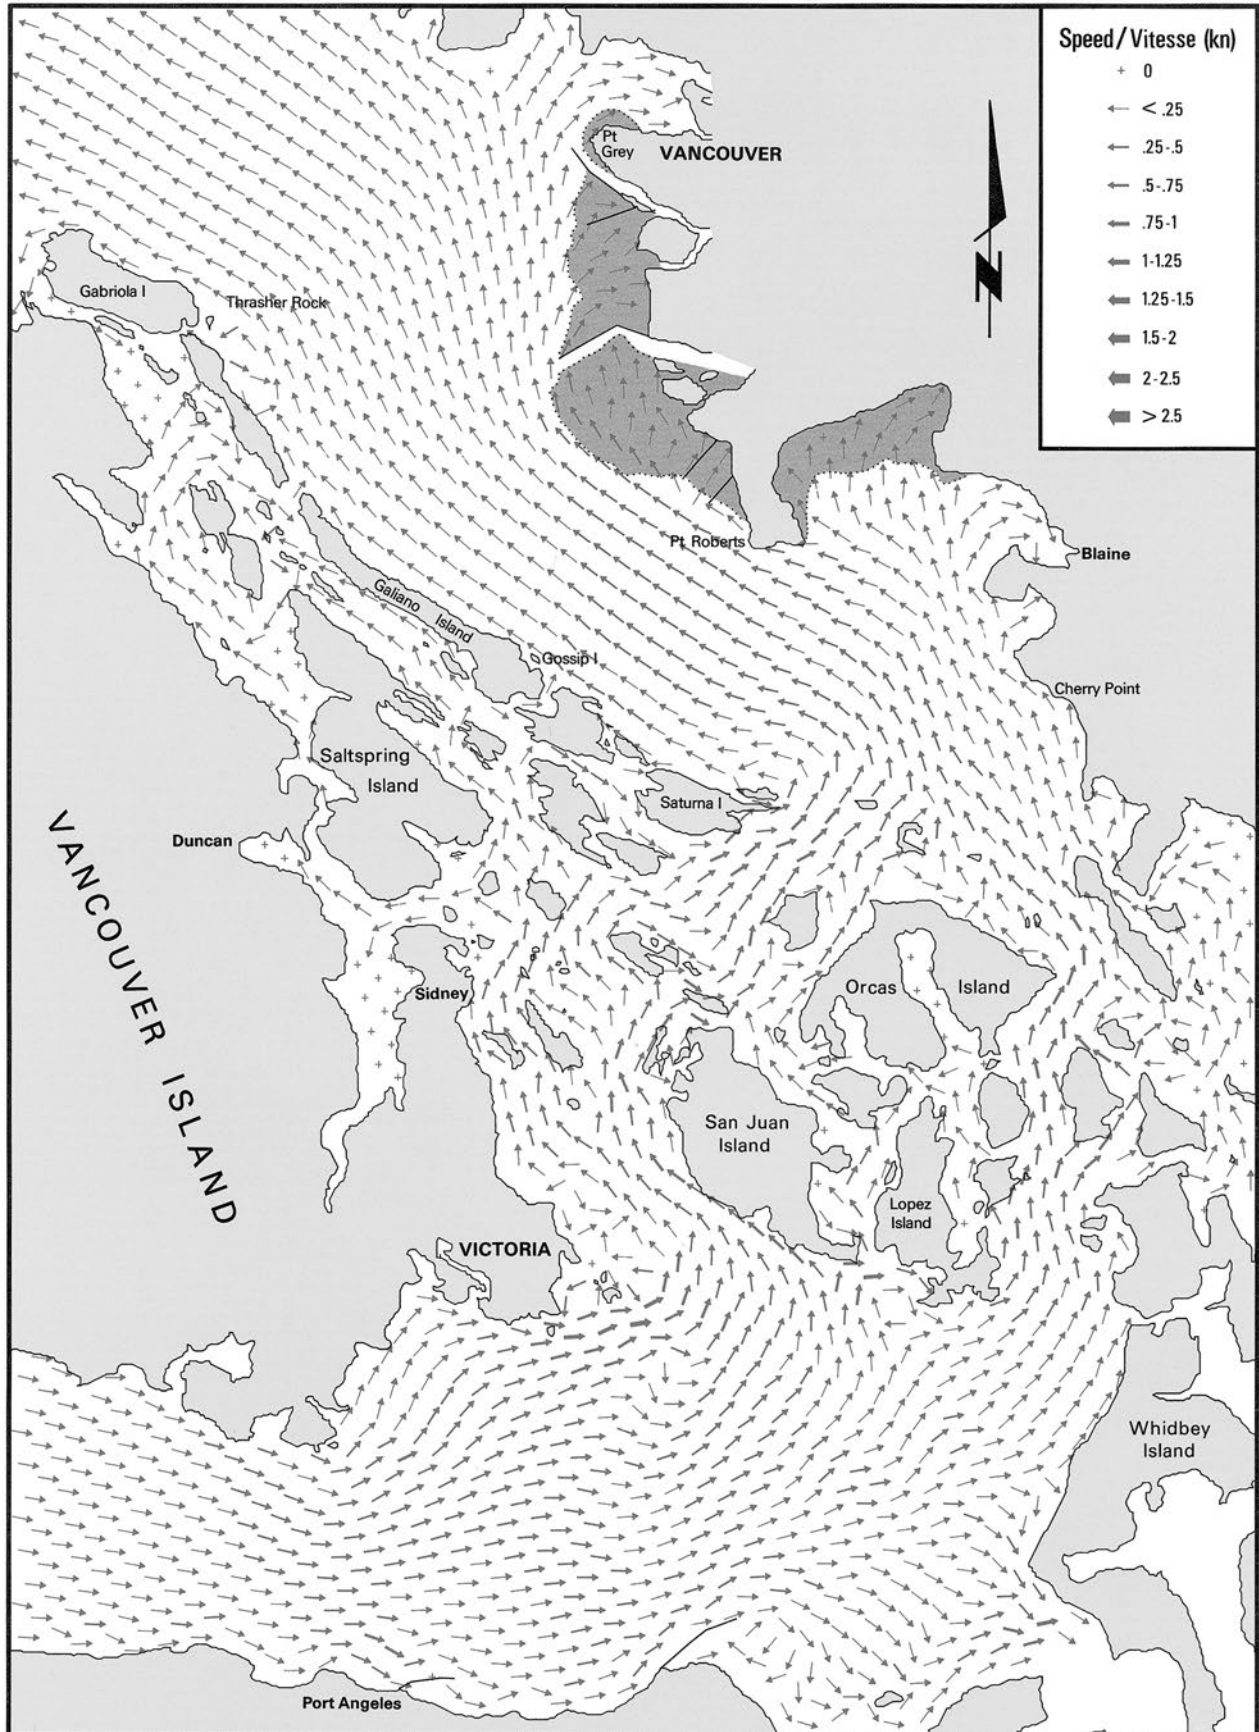 Speed/Vitesse (kn)
+ 0
< .25
.25-.5
.5-.75
.75-1
1-1.25
1.25-1.5
1.5-2
2-2.5
> 2.5
N
Pt
Grey
VANCOUVER
Gabriola I
Thrasher Rock
Pt Roberts
Blaine
Galiano
Island
Gossip I
Cherry Point
Saltspring
Island
Saturna I
Duncan
VANCOUVER ISLAND
Sidney
Orcas Island
San Juan
Island
Lopez
Island
VICTORIA
Whidbey
Island
Port Angeles